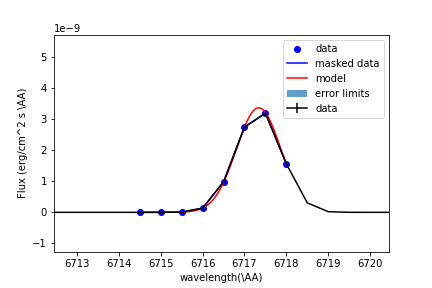 1e−9
5
4
3
2
1
0
−1
Flux (erg/cm^2 s \AA)
data
masked data
model
error limits
data
6713 6714 6715 6716 6717 6718 6719 6720
wavelength(\AA)